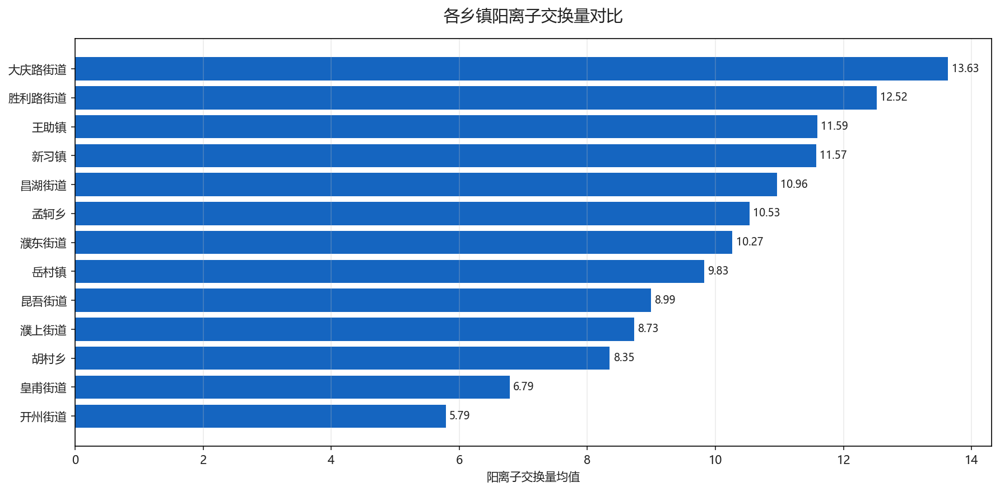 各乡镇阳离子交换量对比
大庆路街道 13.63
胜利路街道 12.52
王助镇 11.59
新习镇 11.57
昌湖街道 10.96
孟轲乡 10.53
濮东街道 10.27
岳村镇 9.83
昆吾街道 8.99
濮上街道 8.73
胡村乡 8.35
皇甫街道 6.79
开州街道 5.79
0 2 4 6 8 10 12 14
阳离子交换量均值